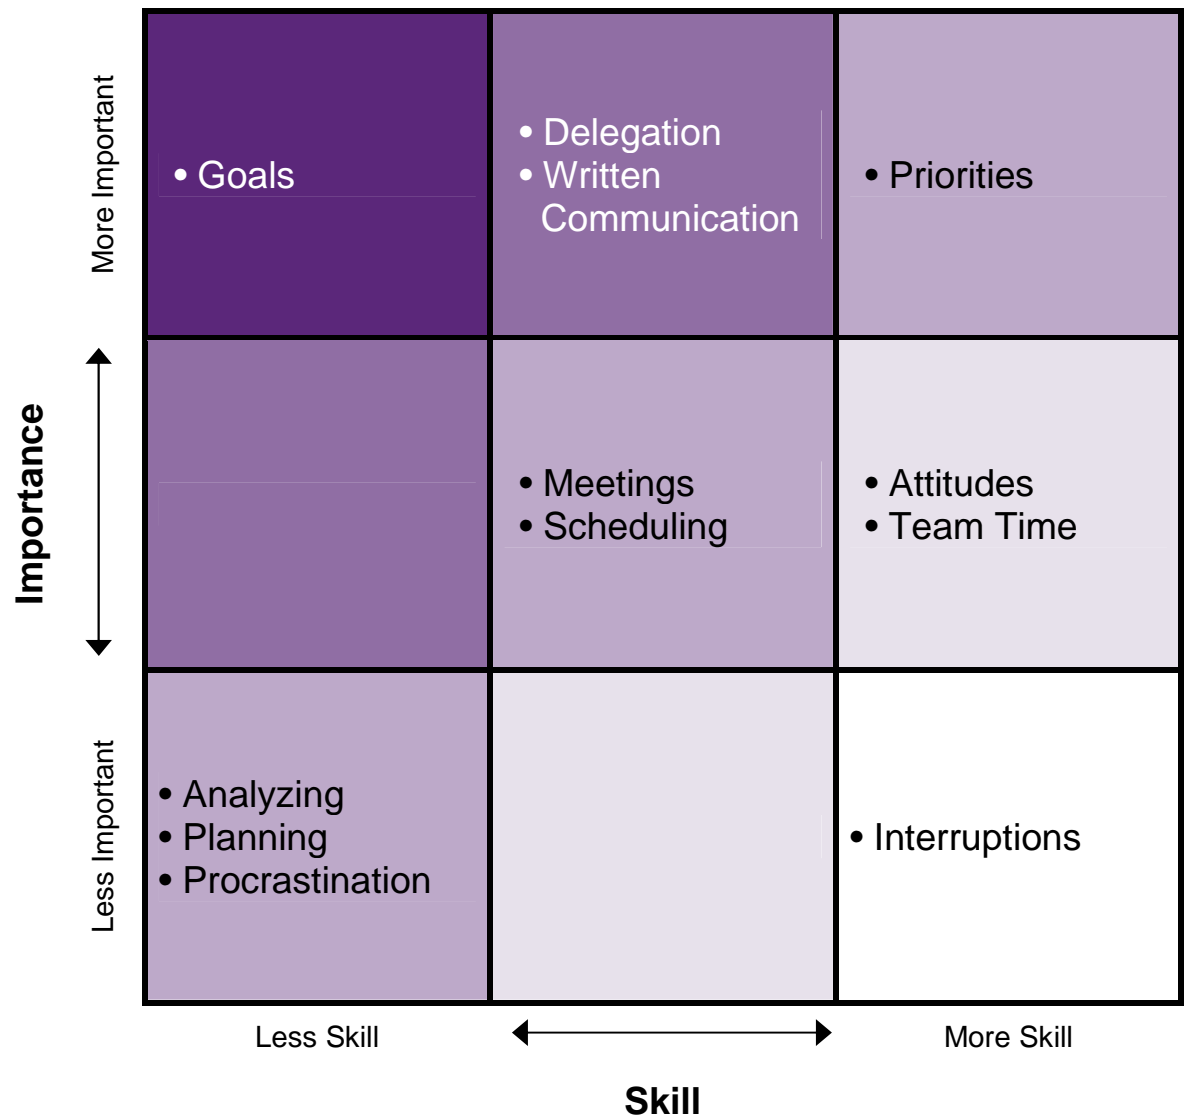 More Important
• Goals
• Delegation
• Written
Communication
• Priorities
Importance
• Meetings
• Scheduling
• Attitudes
• Team Time
Less Important
• Analyzing
• Planning
• Procrastination
• Interruptions
Less Skill
More Skill
Skill